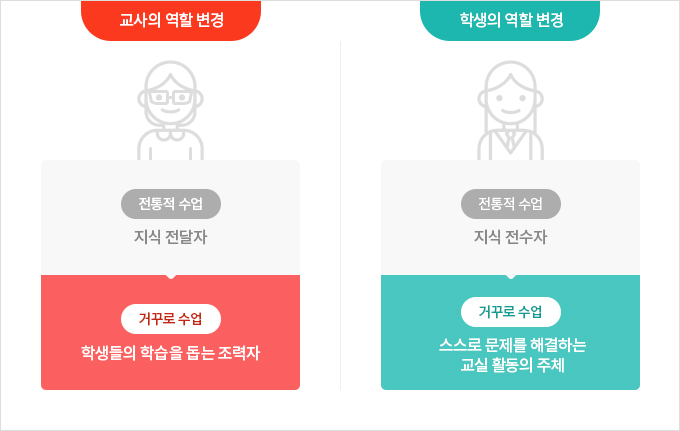 교사의 역할 변경
전통적 수업
지식 전달자
거꾸로 수업
학생들의 학습을 돕는 조력자
학생의 역할 변경
전통적 수업
지식 전수자
거꾸로 수업
스스로 문제를 해결하는
교실 활동의 주체